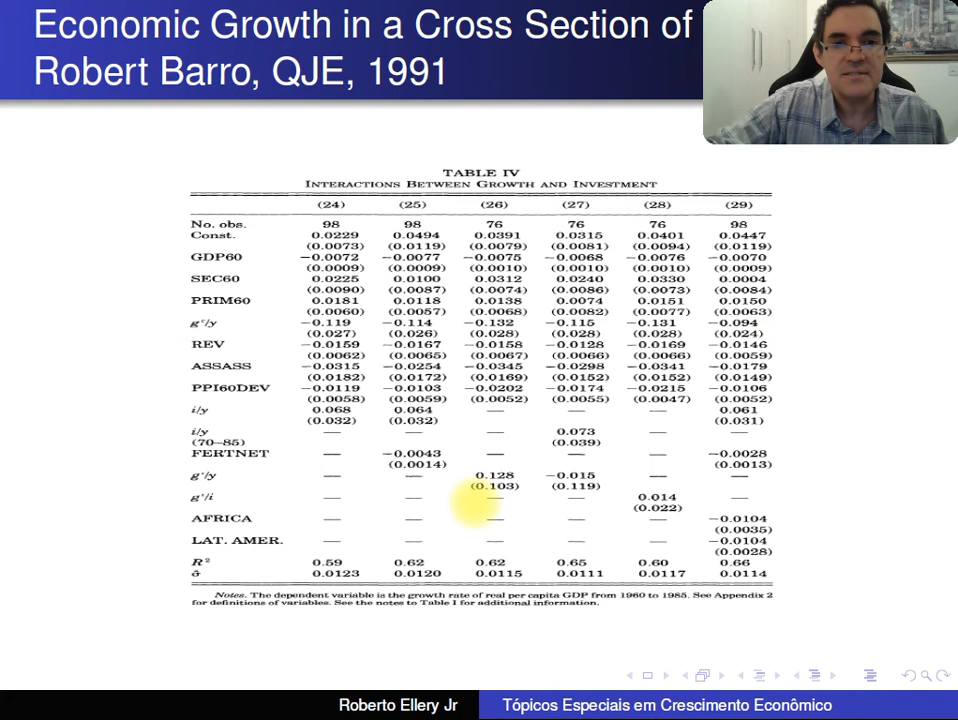 Economic Growth in a Cross Section of
Robert Barro, QJE, 1991
TABLE IV
INTERACTIONS BETWEEN GROWTH AND INVESTMENT
(24) (25) (26) (27) (28) (29)
No. obs. 98 98 76 76 76 98
Const. 0.0229 0.0494 0.0391 0.0315 0.0401 0.0447
(0.0073) (0.0119) (0.0079) (0.0081) (0.0094) (0.0119)
GDP60 −0.0072 −0.0077 −0.0075 −0.0068 −0.0076 −0.0070
(0.0009) (0.0009) (0.0010) (0.0010) (0.0010) (0.0009)
SEC60 0.0225 0.0100 0.0312 0.0240 0.0330 0.0004
(0.0090) (0.0087) (0.0074) (0.0086) (0.0073) (0.0084)
PRIM60 0.0181 0.0118 0.0138 0.0074 0.0151 0.0150
(0.0060) (0.0057) (0.0068) (0.0082) (0.0077) (0.0063)
gᶜ/y −0.119 −0.114 −0.132 −0.115 −0.131 −0.094
(0.027) (0.026) (0.028) (0.028) (0.028) (0.024)
REV −0.0159 −0.0167 −0.0158 −0.0128 −0.0169 −0.0146
(0.0062) (0.0065) (0.0067) (0.0066) (0.0066) (0.0059)
ASSASS −0.0315 −0.0254 −0.0345 −0.0298 −0.0341 −0.0179
(0.0182) (0.0172) (0.0169) (0.0152) (0.0152) (0.0149)
PPI60DEV −0.0119 −0.0103 −0.0202 −0.0174 −0.0215 −0.0106
(0.0058) (0.0059) (0.0052) (0.0055) (0.0047) (0.0052)
i/y 0.068 0.064 — — — 0.061
(0.032) (0.032) (0.031)
i/y — — — 0.073 — —
(70–85) (0.039)
FERTNET — −0.0043 — — — −0.0028
(0.0014) (0.0013)
gⁱ/y — — 0.128 −0.015 — —
(0.103) (0.119)
gⁱ/i — — — — 0.014 —
(0.022)
AFRICA — — — — — −0.0104
(0.0035)
LAT. AMER. — — — — — −0.0104
(0.0028)
R² 0.59 0.62 0.62 0.65 0.60 0.66
σ̂ 0.0123 0.0120 0.0115 0.0111 0.0117 0.0114
Notes. The dependent variable is the growth rate of real per capita GDP from 1960 to 1985. See Appendix 2
for definitions of variables. See the notes to Table I for additional information.
Roberto Ellery Jr Tópicos Especiais em Crescimento Econômico